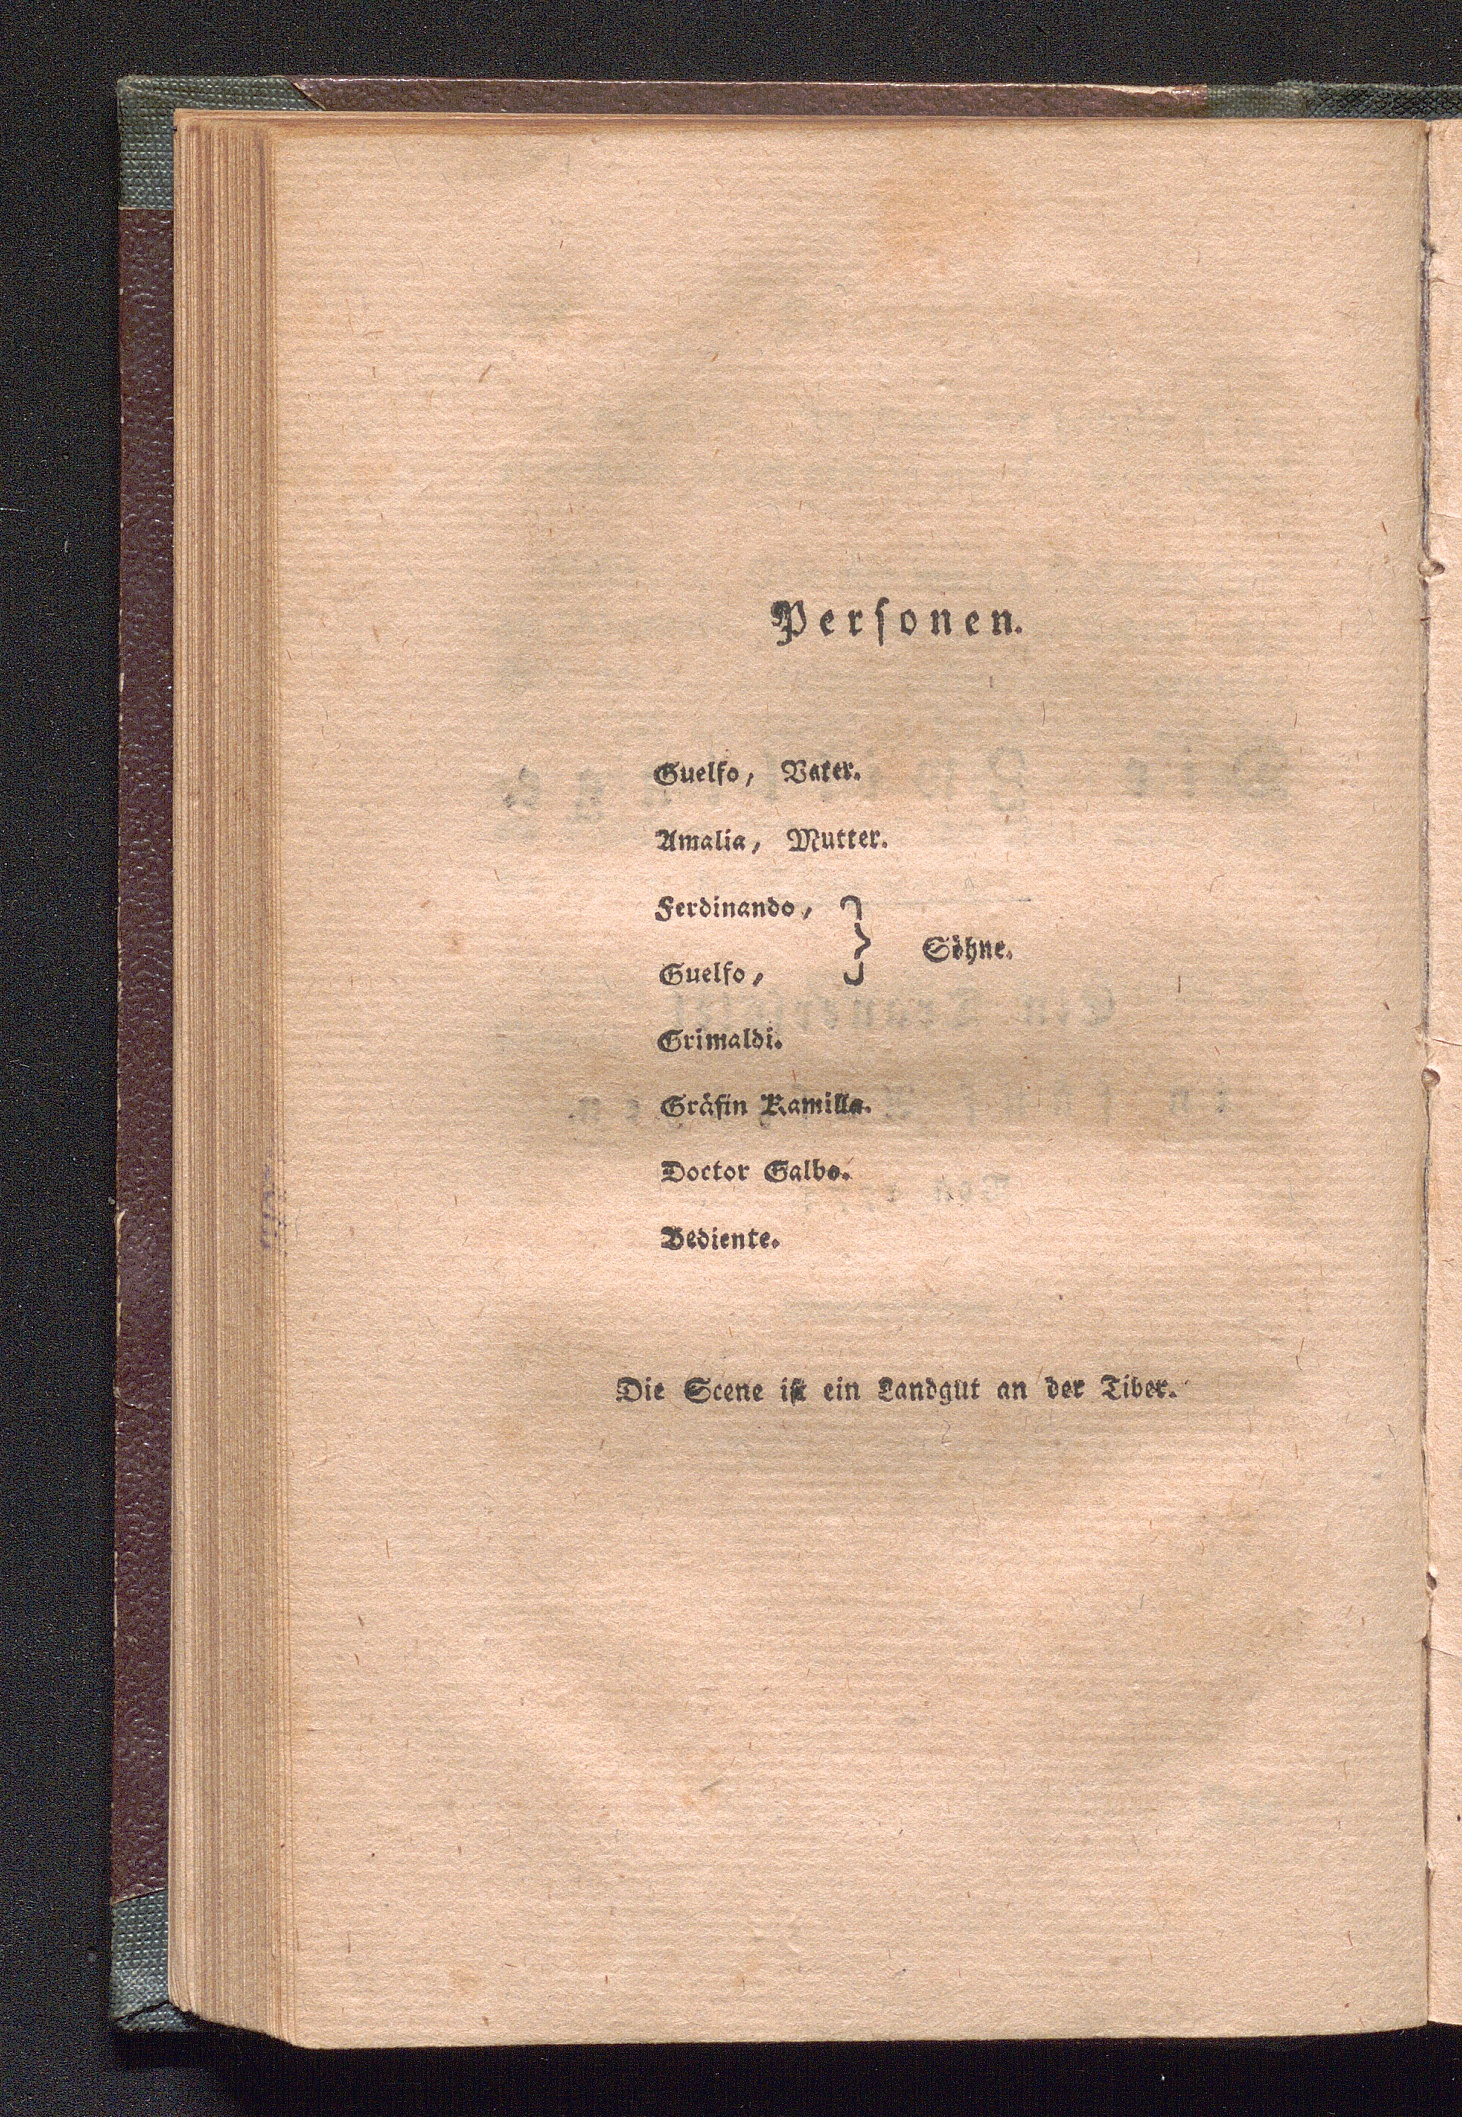 Personen.
Guelfo, Vater.
Amalia, Mutter.
Ferdinando,
Guelfo,
} Söhne.
Grimaldi.
Gräfin Kamilla.
Doctor Galbo.
Bediente.
Die Scene ist ein Landgut an der Tiber.